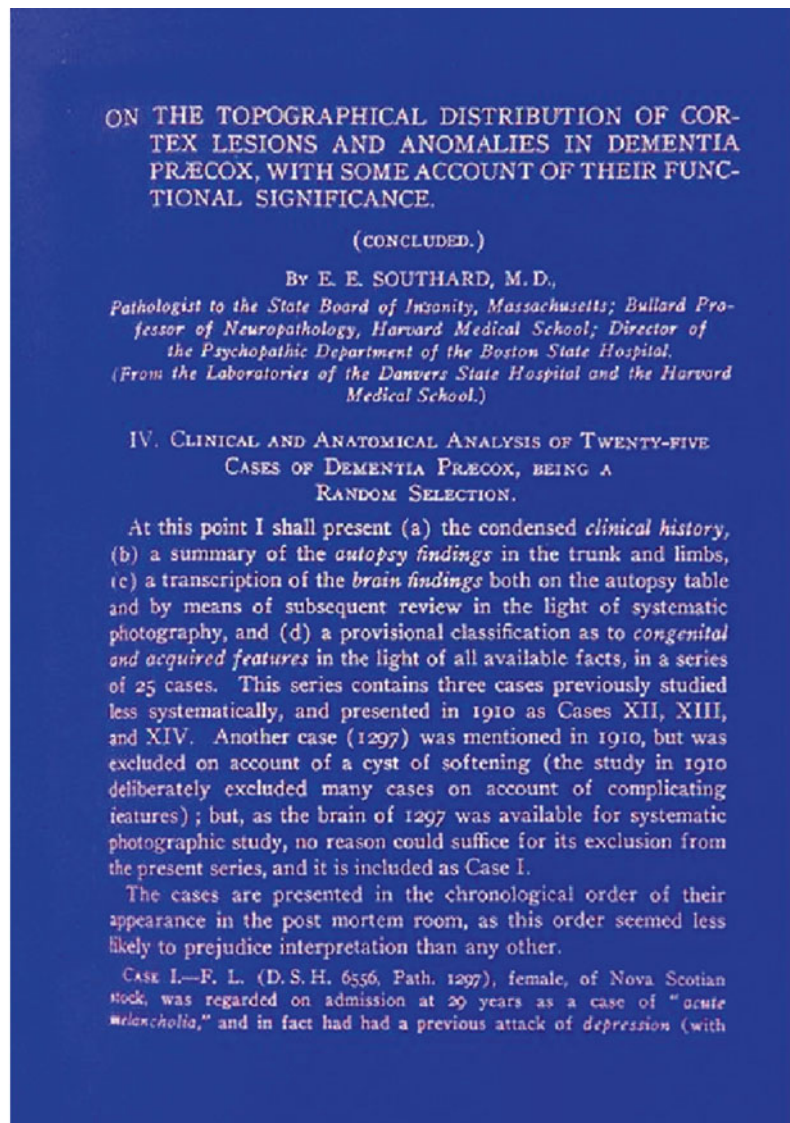 ON THE TOPOGRAPHICAL DISTRIBUTION OF COR-
TEX LESIONS AND ANOMALIES IN DEMENTIA
PRÆCOX, WITH SOME ACCOUNT OF THEIR FUNC-
TIONAL SIGNIFICANCE.
(CONCLUDED.)
BY E. E. SOUTHARD, M. D.,
Pathologist to the State Board of Insanity, Massachusetts; Bullard Pro-
fessor of Neuropathology, Harvard Medical School; Director of
the Psychopathic Department of the Boston State Hospital.
(From the Laboratories of the Danvers State Hospital and the Harvard
Medical School.)
IV. CLINICAL AND ANATOMICAL ANALYSIS OF TWENTY-FIVE
CASES OF DEMENTIA PRÆCOX, BEING A
RANDOM SELECTION.
At this point I shall present (a) the condensed clinical history,
(b) a summary of the autopsy findings in the trunk and limbs,
(c) a transcription of the brain findings both on the autopsy table
and by means of subsequent review in the light of systematic
photography, and (d) a provisional classification as to congenital
and acquired features in the light of all available facts, in a series
of 25 cases. This series contains three cases previously studied
less systematically, and presented in 1910 as Cases XII, XIII,
and XIV. Another case (1297) was mentioned in 1910, but was
excluded on account of a cyst of softening (the study in 1910
deliberately excluded many cases on account of complicating
features); but, as the brain of 1297 was available for systematic
photographic study, no reason could suffice for its exclusion from
the present series, and it is included as Case I.
The cases are presented in the chronological order of their
appearance in the post mortem room, as this order seemed less
likely to prejudice interpretation than any other.
CASE I.—F. L. (D. S. H. 6556, Path. 1297), female, of Nova Scotian
stock, was regarded on admission at 29 years as a case of "acute
melancholia," and in fact had had a previous attack of depression (with